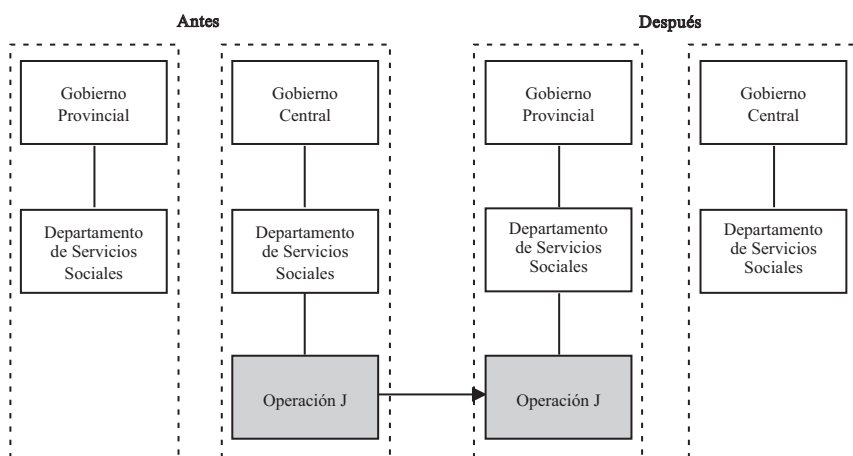 Antes
Después
Gobierno
Provincial
Gobierno
Central
Gobierno
Provincial
Gobierno
Central
Departamento
de Servicios
Sociales
Departamento
de Servicios
Sociales
Departamento
de Servicios
Sociales
Departamento
de Servicios
Sociales
Operación J
Operación J